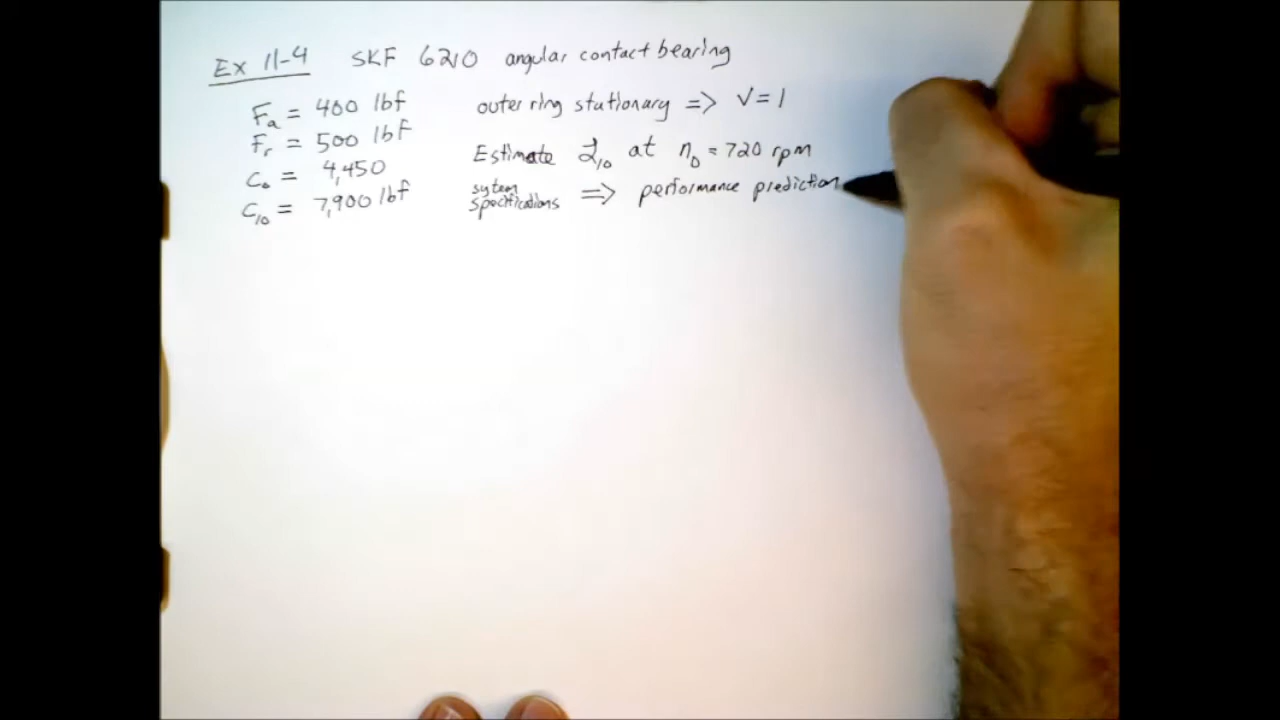 Ex 11-4 SKF 6210 angular contact bearing
Fa = 400 lbf
Fr = 500 lbf
C0 = 4,450
C10 = 7,900 lbf
outer ring stationary => V = 1
Estimate L10 at nD = 720 rpm
sytem
specifications => performance prediction